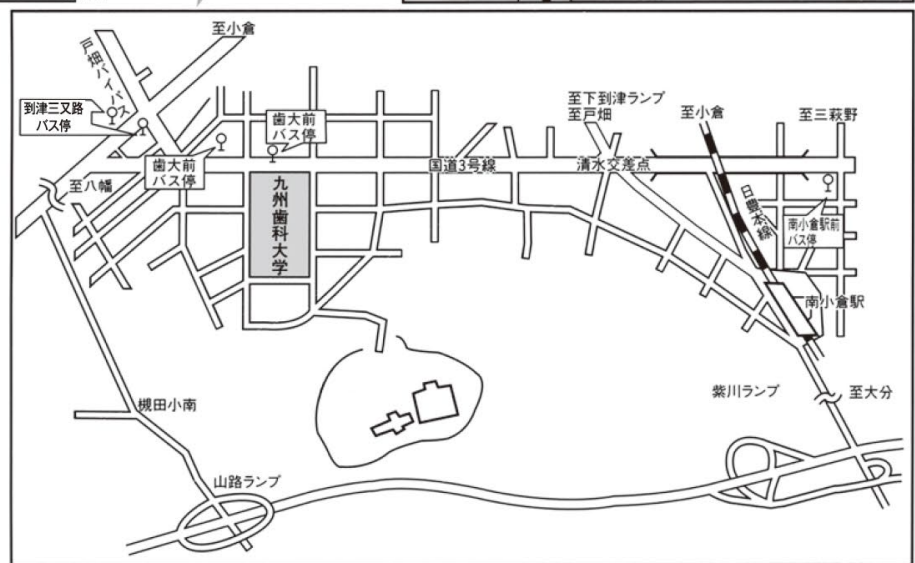 至小倉
戸畑バイパス
到津三叉路
バス停
歯大前
バス停
歯大前
バス停
至下到津ランプ
至戸畑
至小倉
至三萩野
国道3号線
清水交差点
至八幡
九州歯科大学
日豊本線
南小倉駅前
バス停
南小倉駅
槻田小南
紫川ランプ
至大分
山路ランプ